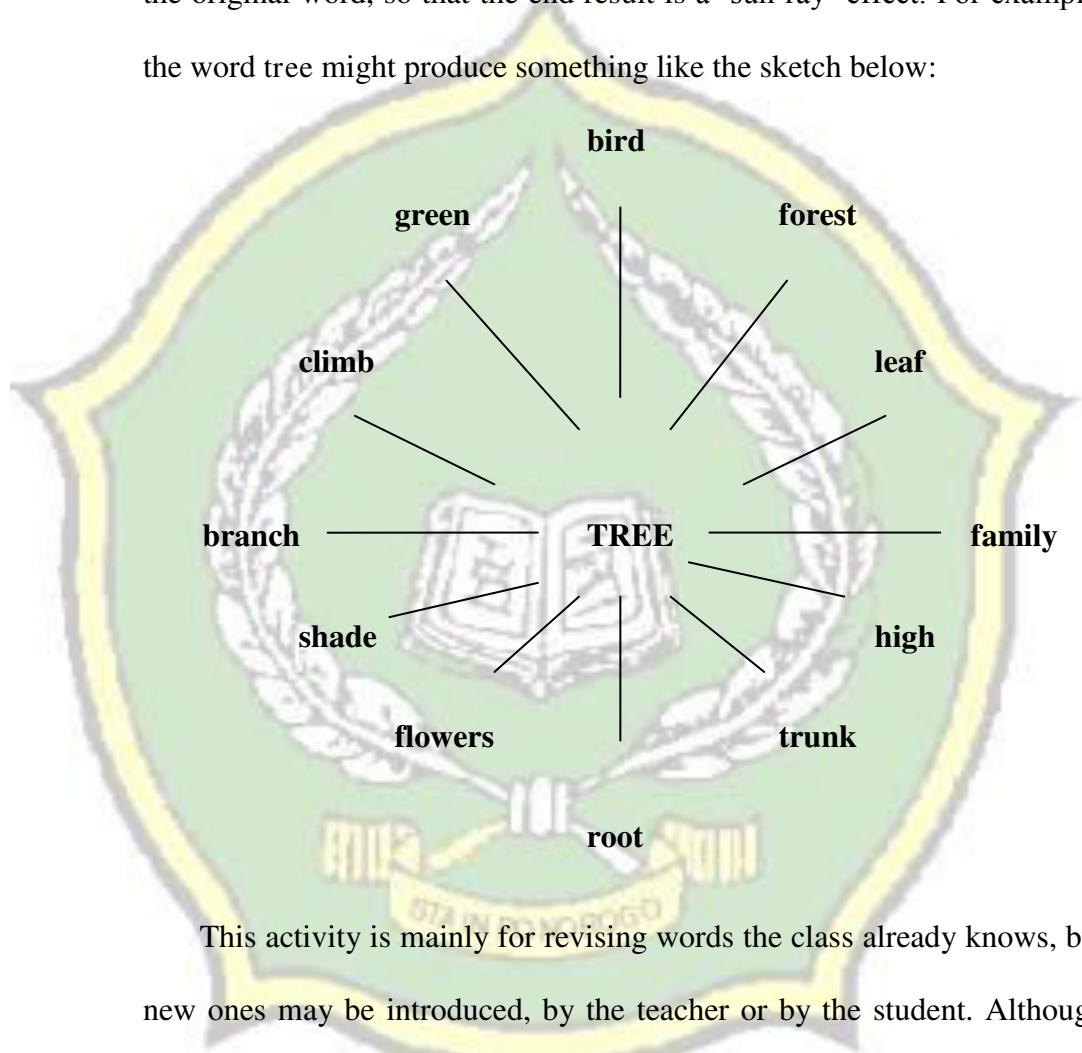 the original word, so that the end result is a "sun ray" effect. For
the word tree might produce something like the sketch below:
bird
green forest
climb leaf
branch TREE family
shade high
flowers trunk
root
STAIN PONOROGO
This activity is mainly for revising words the class already knows,
new ones may be introduced, by the teacher or by the student.